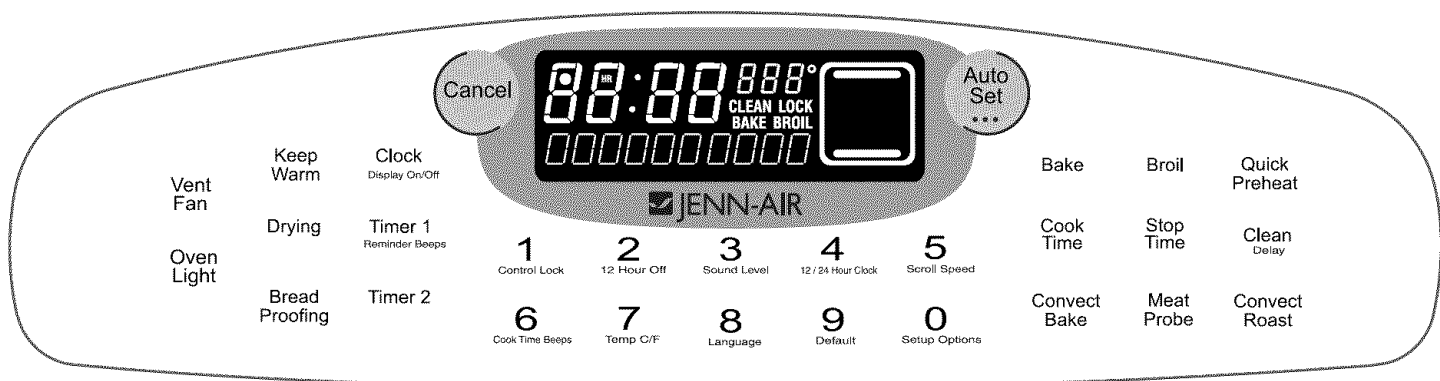 Cancel
88:88
HR
888°
CLEAN LOCK
BAKE BROIL
Auto
Set
...
JENN-AIR
Vent
Fan
Oven
Light
Keep
Warm
Drying
Bread
Proofing
Clock
Display On/Off
Timer 1
Reminder Beeps
Timer 2
1
Control Lock
2
12 Hour Off
3
Sound Level
4
12 / 24 Hour Clock
5
Scroll Speed
6
Cook Time Beeps
7
Temp C/F
8
Language
9
Default
0
Setup Options
Bake
Broil
Quick
Preheat
Cook
Time
Stop
Time
Clean
Delay
Convect
Bake
Meat
Probe
Convect
Roast